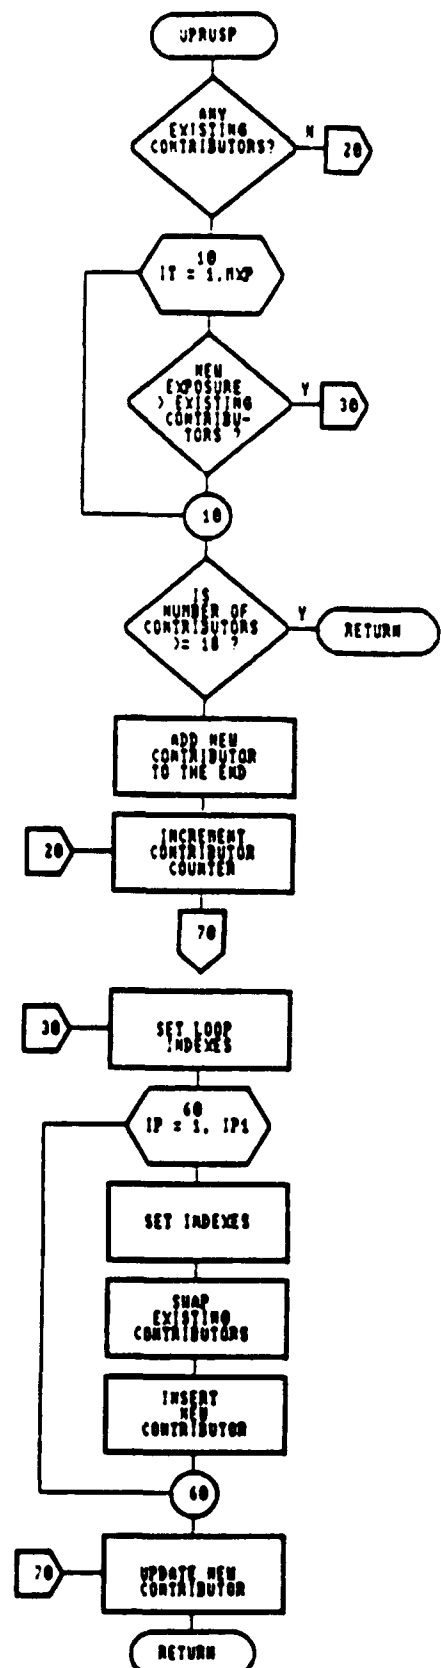 UPRUSP
ANY
EXISTING
CONTRIBUTORS?
N
20
10
IT = 1,MXP
NEW
EXPOSURE
> EXISTING
CONTRIBU-
TORS ?
Y
30
10
IS
NUMBER OF
CONTRIBUTORS
>= 10 ?
Y
RETURN
ADD NEW
CONTRIBUTOR
TO THE END
20
INCREMENT
CONTRIBUTOR
COUNTER
70
30
SET LOOP
INDEXES
60
IP = 1, IP1
SET INDEXES
SWAP
EXISTING
CONTRIBUTORS
INSERT
NEW
CONTRIBUTOR
60
70
UPDATE NEW
CONTRIBUTOR
RETURN